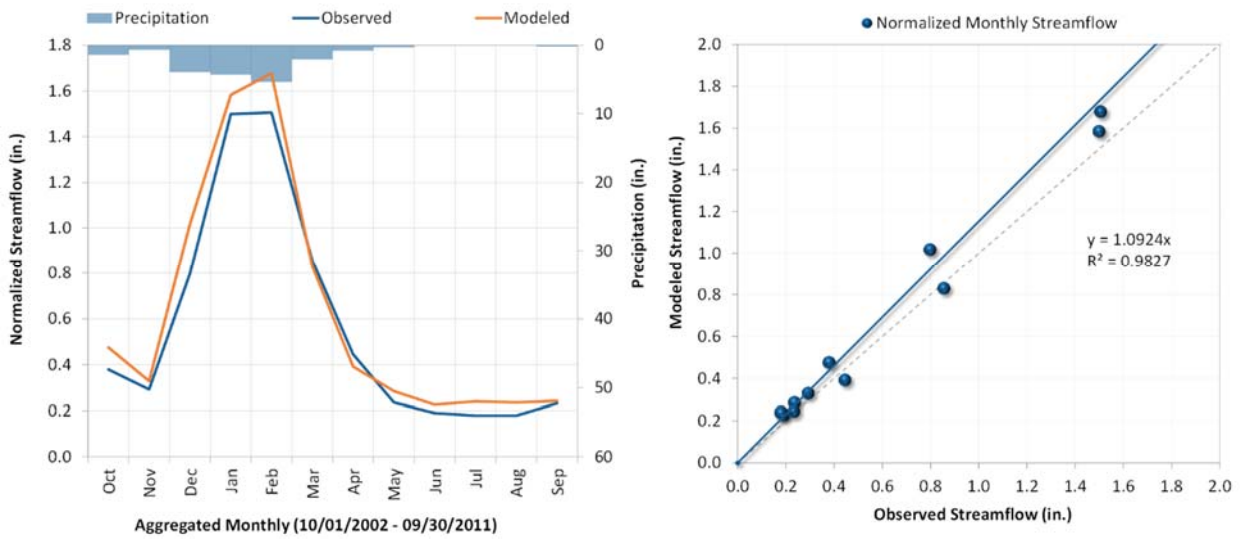 Precipitation Observed Modeled
Normalized Streamflow (in.)
1.8
1.6
1.4
1.2
1.0
0.8
0.6
0.4
0.2
0.0
0
10
20
30
40
50
60
Precipitation (in.)
Oct Nov Dec Jan Feb Mar Apr May Jun Jul Aug Sep
Aggregated Monthly (10/01/2002 - 09/30/2011)
Normalized Monthly Streamflow
Modeled Streamflow (in.)
2.0
1.8
1.6
1.4
1.2
1.0
0.8
0.6
0.4
0.2
0.0
y = 1.0924x
R² = 0.9827
0.0 0.2 0.4 0.6 0.8 1.0 1.2 1.4 1.6 1.8 2.0
Observed Streamflow (in.)